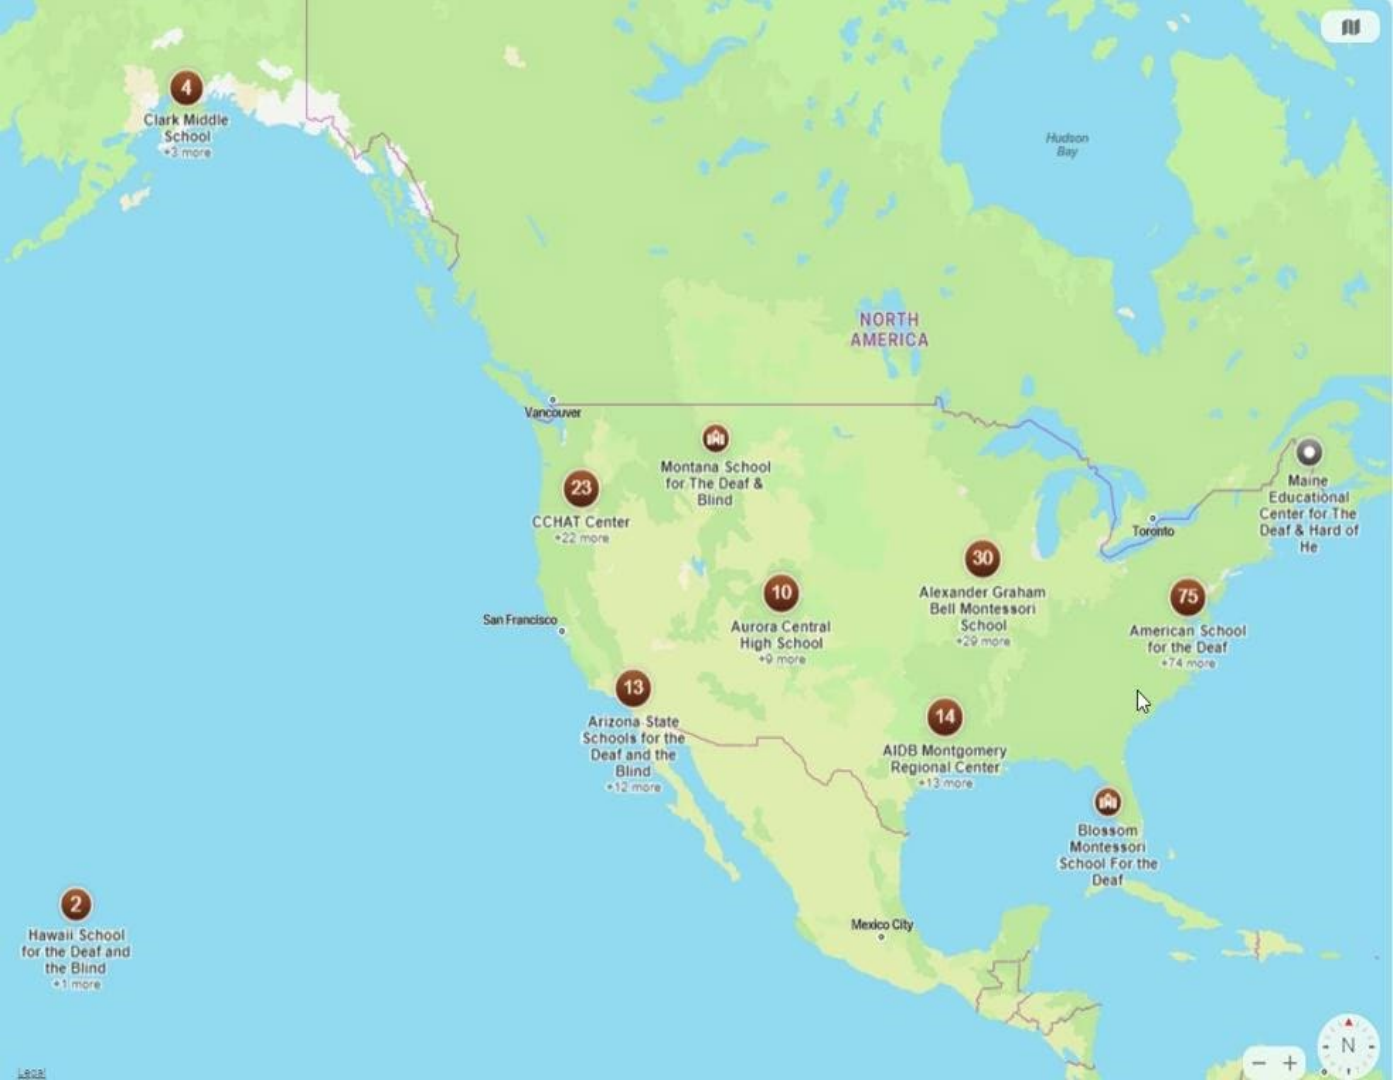 4
Clark Middle
School
+3 more
Hudson
Bay
NORTH
AMERICA
Vancouver
Montana School
for The Deaf &
Blind
23
CCHAT Center
+22 more
Maine
Educational
Center for The
Deaf & Hard of
He
Toronto
30
Alexander Graham
Bell Montessori
School
+29 more
10
Aurora Central
High School
+9 more
75
American School
for the Deaf
+74 more
San Francisco
13
Arizona State
Schools for the
Deaf and the
Blind
+12 more
14
AIDB Montgomery
Regional Center
+13 more
Blossom
Montessori
School For the
Deaf
2
Hawaii School
for the Deaf and
the Blind
+1 more
Mexico City
N
− +
Legal